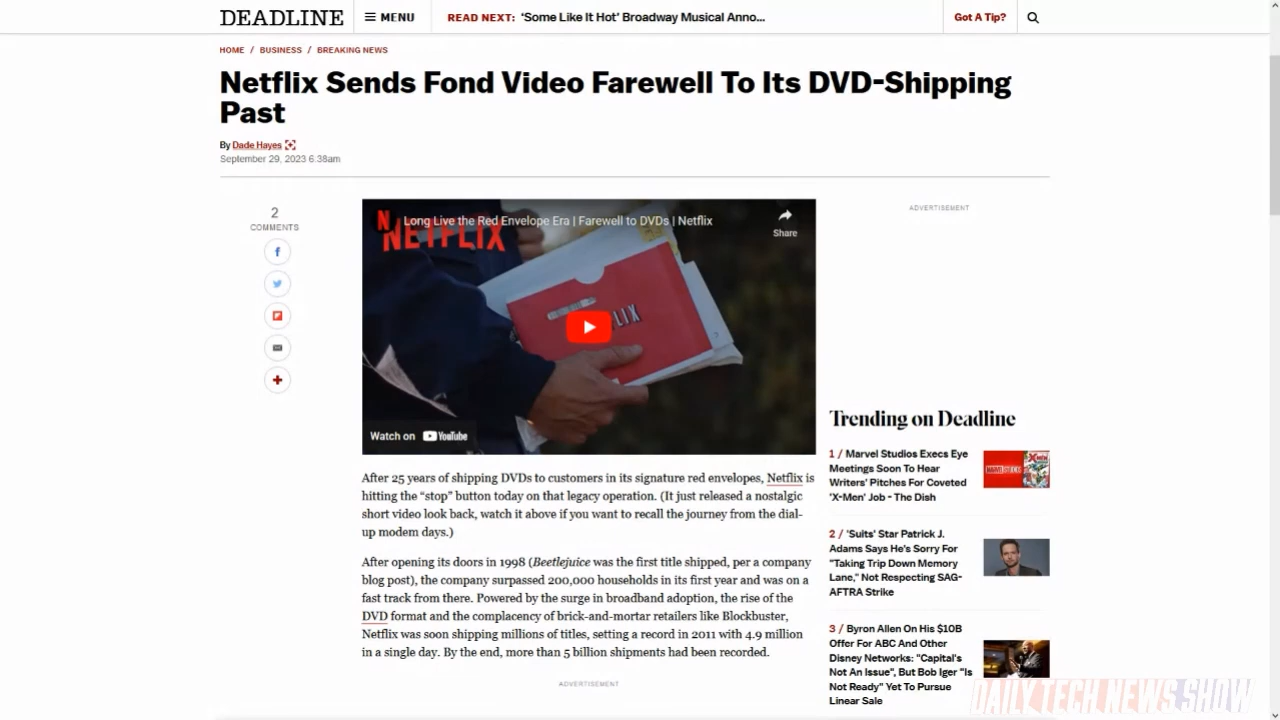 DEADLINE
MENU
READ NEXT: ‘Some Like It Hot’ Broadway Musical Anno...
Got A Tip?
HOME / BUSINESS / BREAKING NEWS
Netflix Sends Fond Video Farewell To Its DVD-Shipping
Past
By Dade Hayes
September 29, 2023 6:38am
2
COMMENTS
N
NETFLIX
Long Live the Red Envelope Era | Farewell to DVDs | Netflix
Share
LIX
Watch on YouTube
After 25 years of shipping DVDs to customers in its signature red envelopes, Netflix is
hitting the “stop” button today on that legacy operation. (It just released a nostalgic
short video look back, watch it above if you want to recall the journey from the dial-
up modem days.)
After opening its doors in 1998 (Beetlejuice was the first title shipped, per a company
blog post), the company surpassed 200,000 households in its first year and was on a
fast track from there. Powered by the surge in broadband adoption, the rise of the
DVD format and the complacency of brick-and-mortar retailers like Blockbuster,
Netflix was soon shipping millions of titles, setting a record in 2011 with 4.9 million
in a single day. By the end, more than 5 billion shipments had been recorded.
ADVERTISEMENT
ADVERTISEMENT
Trending on Deadline
1 / Marvel Studios Execs Eye
Meetings Soon To Hear
Writers' Pitches For Coveted
'X-Men' Job - The Dish
2 / 'Suits' Star Patrick J.
Adams Says He's Sorry For
"Taking Trip Down Memory
Lane," Not Respecting SAG-
AFTRA Strike
3 / Byron Allen On His $10B
Offer For ABC And Other
Disney Networks: "Capital's
Not An Issue", But Bob Iger "Is
Not Ready" Yet To Pursue
Linear Sale
DAILY TECH NEWS SHOW